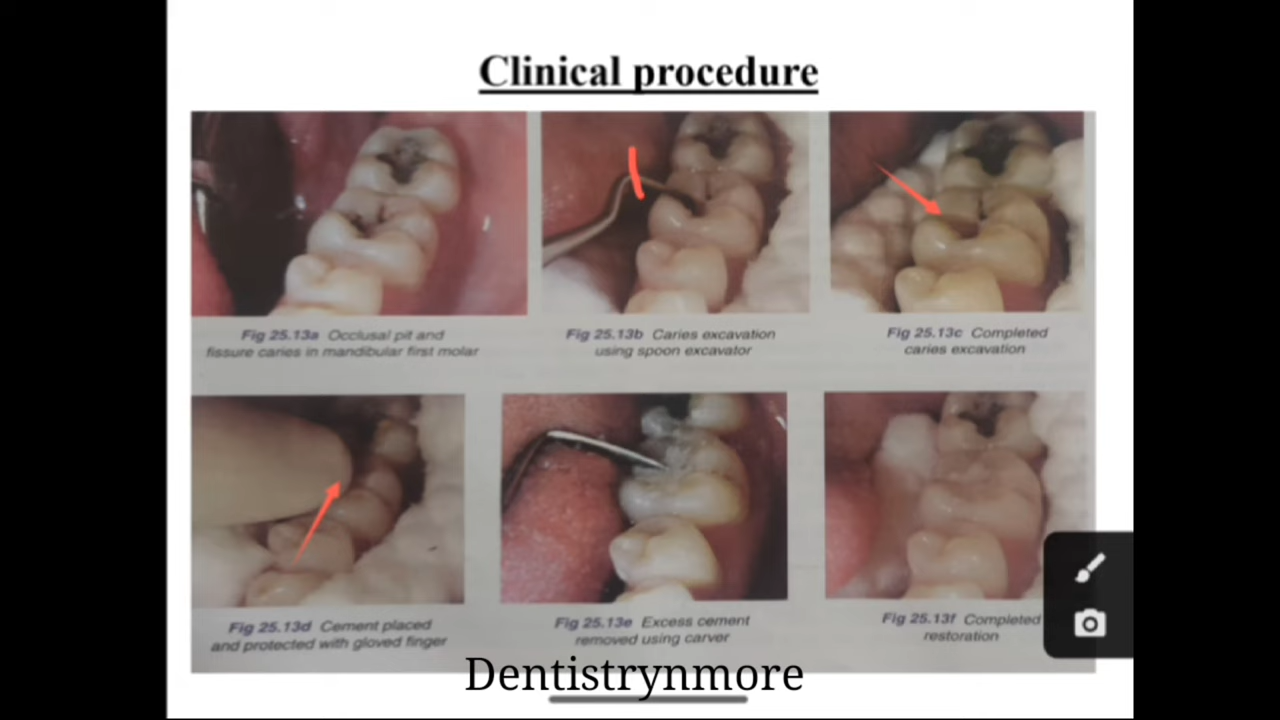 Clinical procedure
Fig 25.13a Occlusal pit and
fissure caries in mandibular first molar
Fig 25.13b Caries excavation
using spoon excavator
Fig 25.13c Completed
caries excavation
Fig 25.13d Cement placed
and protected with gloved finger
Fig 25.13e Excess cement
removed using carver
Fig 25.13f Completed
restoration
Dentistrynmore